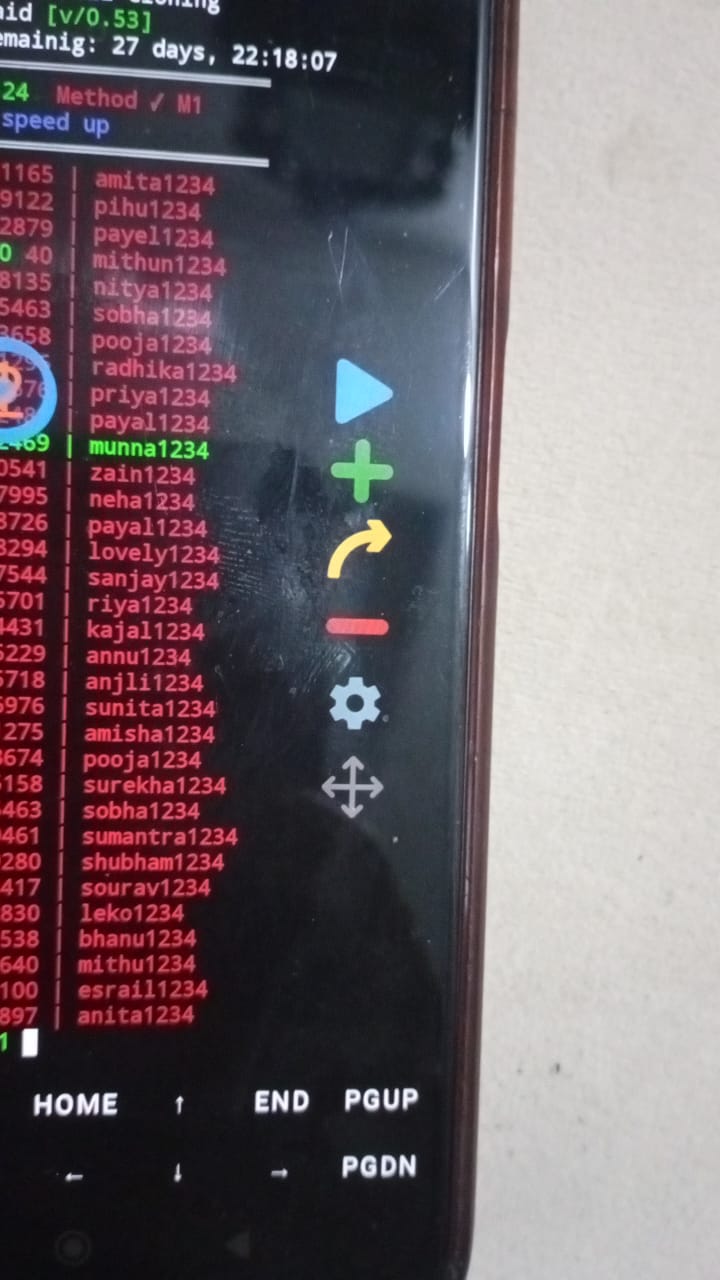 aid [v/0.53]
emainig: 27 days, 22:18:07
24 Method ✓ M1
speed up
1165 | amita1234
9122 | pihu1234
2879 | payel1234
0 40 | mithun1234
8135 | nitya1234
5463 | sobha1234
3658 | pooja1234
| radhika1234
| priya1234
| payal1234
2469 | munna1234
0541 | zain1234
7995 | neha1234
8726 | payal1234
3294 | lovely1234
7544 | sanjay1234
5701 | riya1234
4431 | kajal1234
5229 | annu1234
5718 | anjli1234
5976 | sunita1234
1275 | amisha1234
3674 | pooja1234
5158 | surekha1234
463 | sobha1234
0461 | sumantra1234
280 | shubham1234
417 | sourav1234
830 | leko1234
538 | bhanu1234
640 | mithu1234
100 | esrail1234
897 | anita1234
1
HOME ↑ END PGUP
← ↓ → PGDN